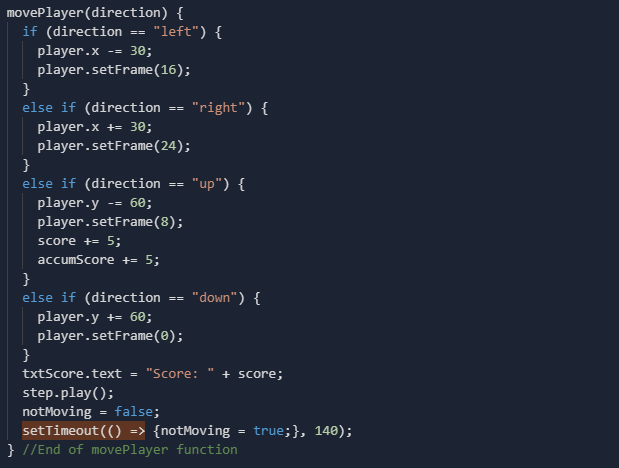 movePlayer(direction) {
if (direction == "left") {
player.x -= 30;
player.setFrame(16);
}
else if (direction == "right") {
player.x += 30;
player.setFrame(24);
}
else if (direction == "up") {
player.y -= 60;
player.setFrame(8);
score += 5;
accumScore += 5;
}
else if (direction == "down") {
player.y += 60;
player.setFrame(0);
}
txtScore.text = "Score: " + score;
step.play();
notMoving = false;
setTimeout(() => {notMoving = true;}, 140);
} //End of movePlayer function